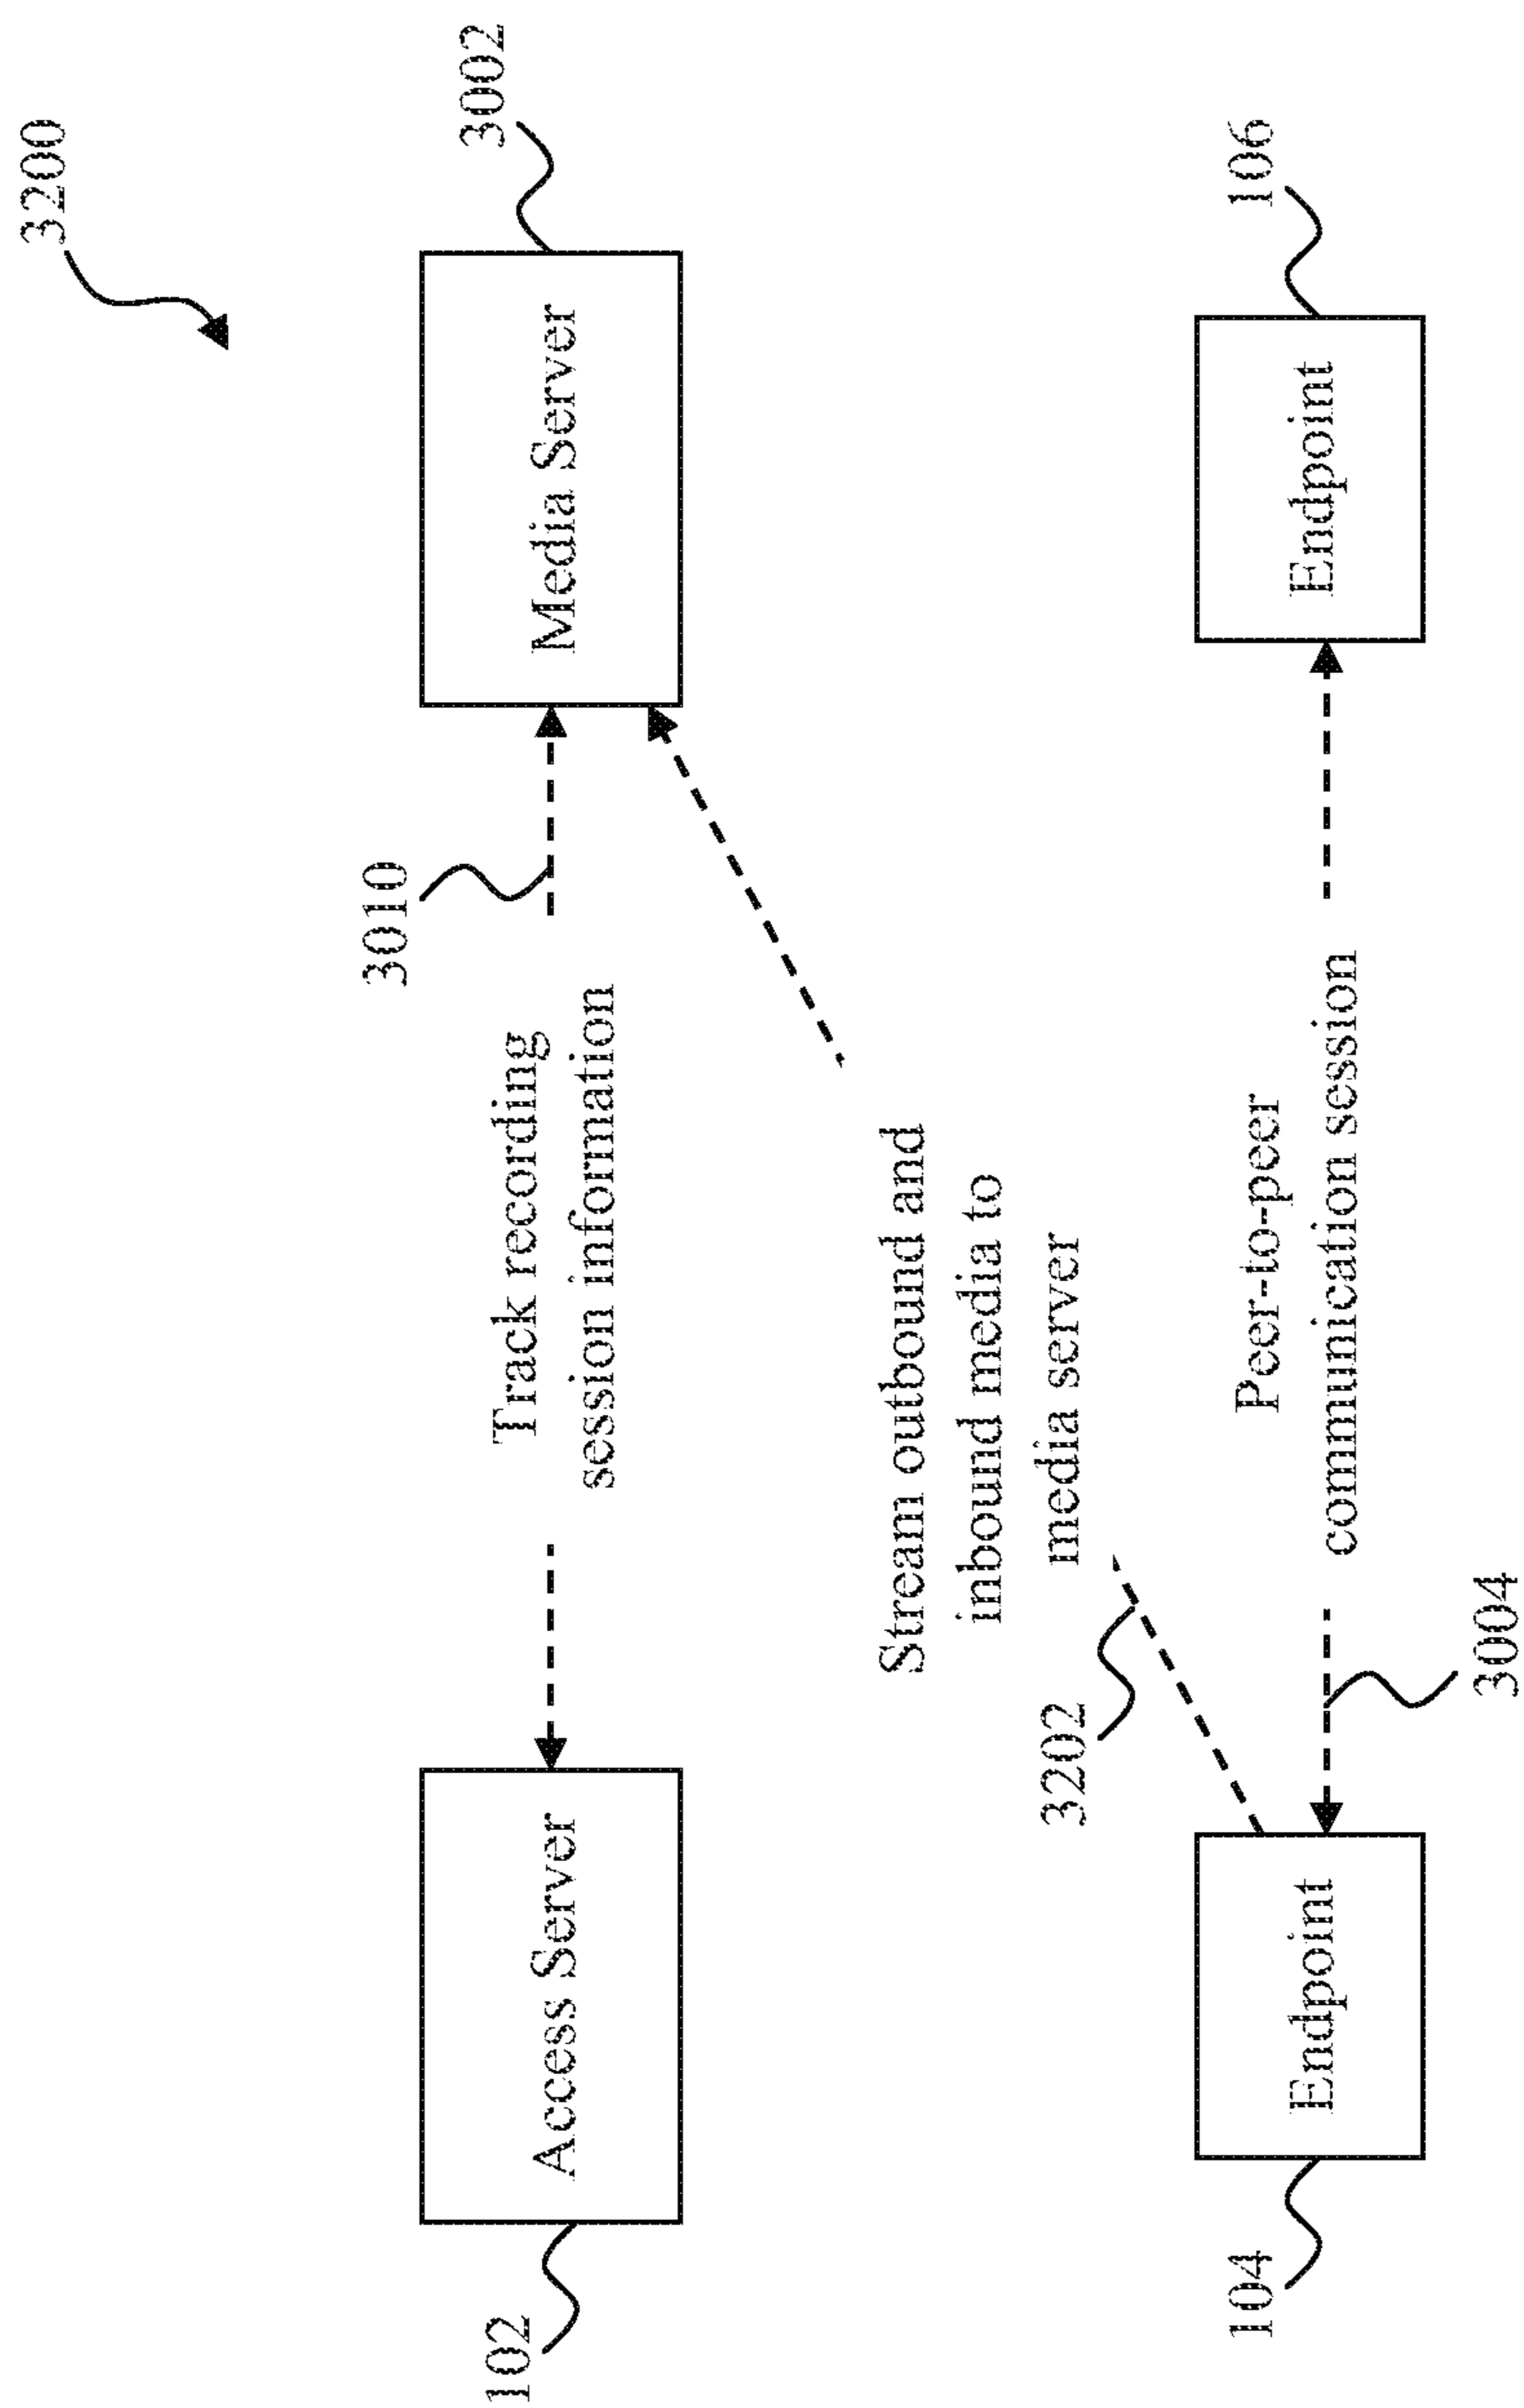 3200
102
Access Server
Track recording
session information
3010
Media Server
3002
Stream outbound and
inbound media to
media server
3202
104
Endpoint
Peer-to-peer
communication session
3004
Endpoint
106